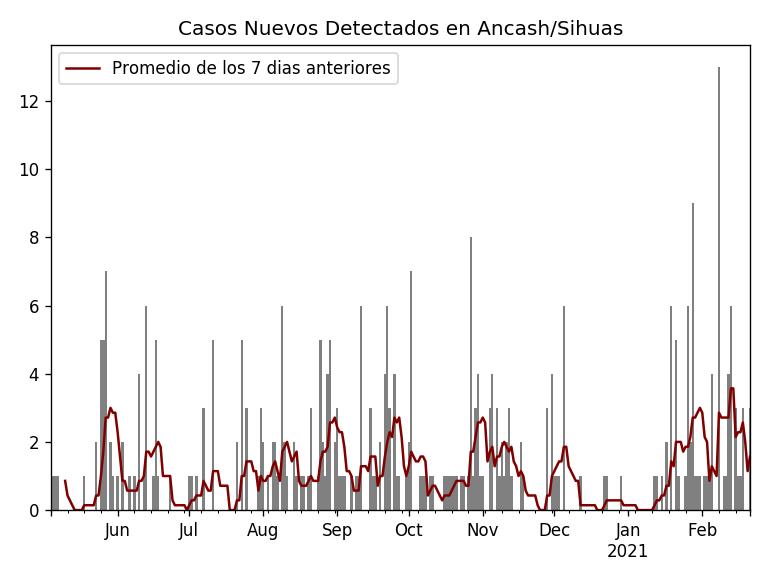 Casos Nuevos Detectados en Ancash/Sihuas
Promedio de los 7 dias anteriores
12
10
8
6
4
2
0
Jun Jul Aug Sep Oct Nov Dec Jan Feb
2021